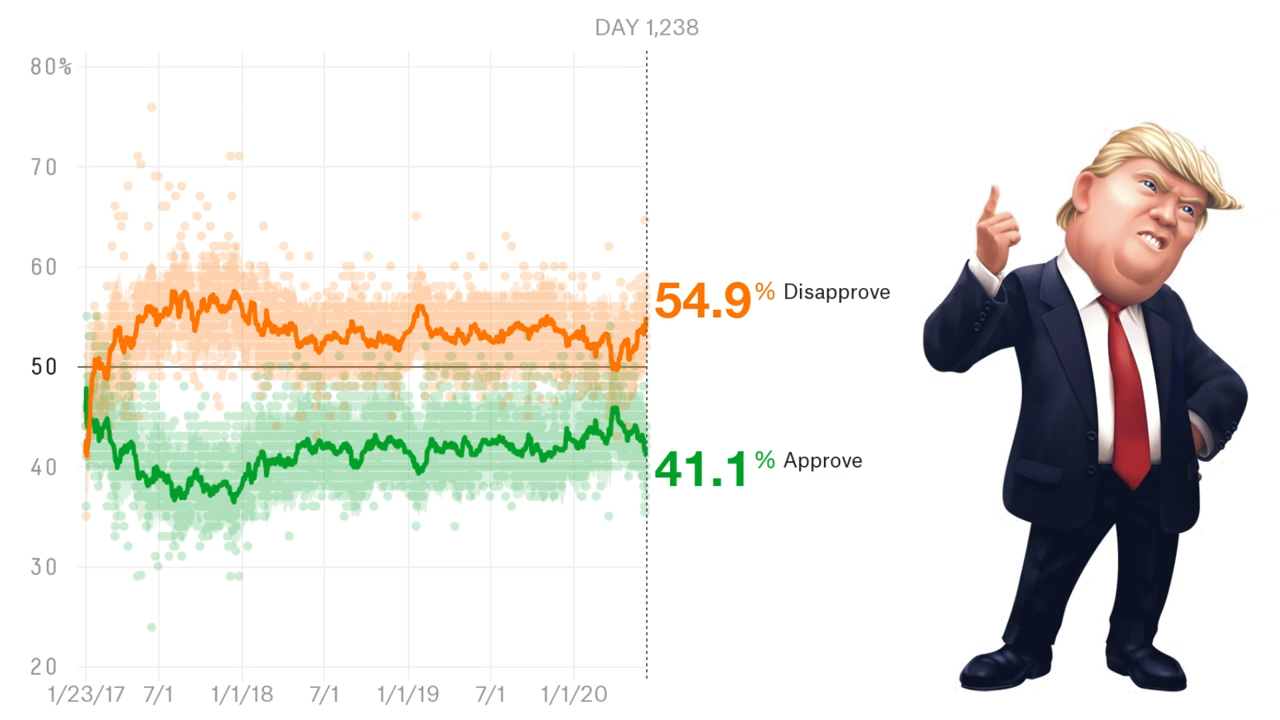 DAY 1,238
80%
70
60
50
40
30
20
54.9% Disapprove
41.1% Approve
1/23/17 7/1 1/1/18 7/1 1/1/19 7/1 1/1/20